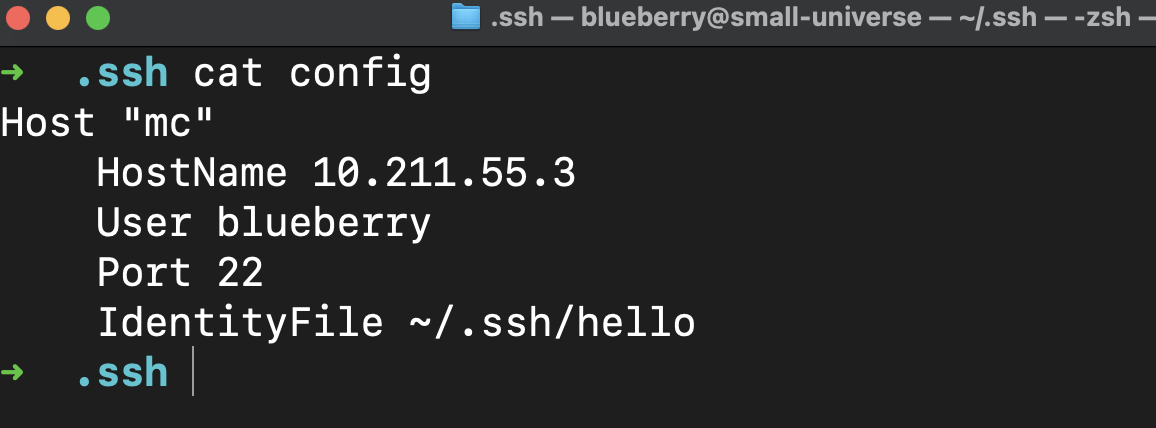 .ssh — blueberry@small-universe — ~/.ssh — -zsh —
➜ .ssh cat config
Host "mc"
    HostName 10.211.55.3
    User blueberry
    Port 22
    IdentityFile ~/.ssh/hello
➜ .ssh